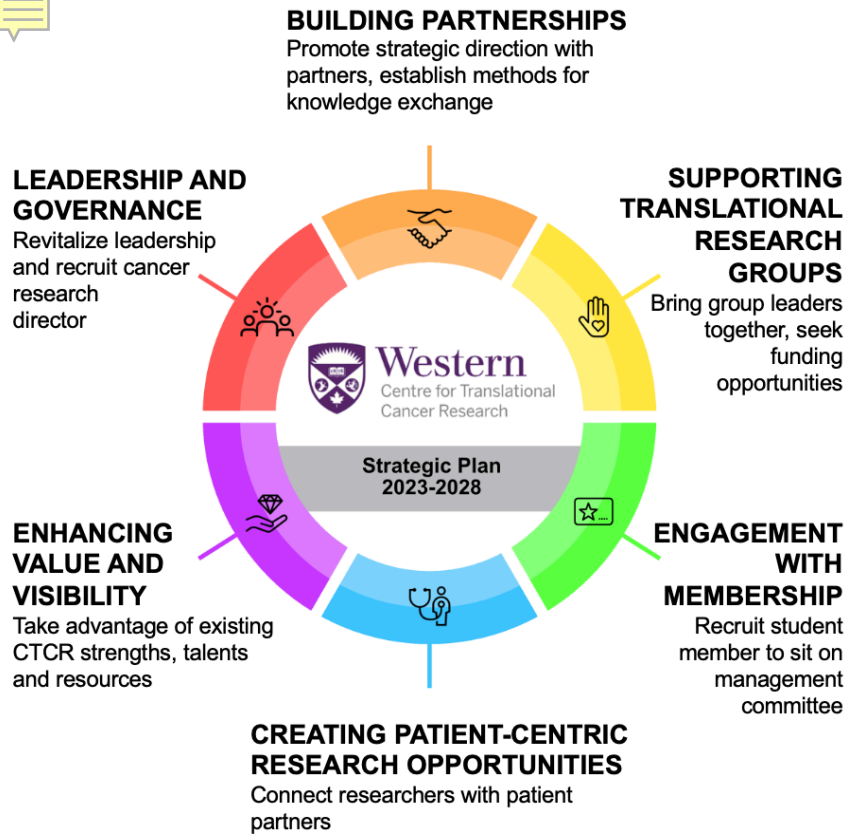 BUILDING PARTNERSHIPS
Promote strategic direction with
partners, establish methods for
knowledge exchange
LEADERSHIP AND
GOVERNANCE
Revitalize leadership
and recruit cancer
research
director
SUPPORTING
TRANSLATIONAL
RESEARCH
GROUPS
Bring group leaders
together, seek
funding
opportunities
Western
Centre for Translational
Cancer Research
Strategic Plan
2023-2028
ENHANCING
VALUE AND
VISIBILITY
Take advantage of existing
CTCR strengths, talents
and resources
ENGAGEMENT
WITH
MEMBERSHIP
Recruit student
member to sit on
management
committee
CREATING PATIENT-CENTRIC
RESEARCH OPPORTUNITIES
Connect researchers with patient
partners